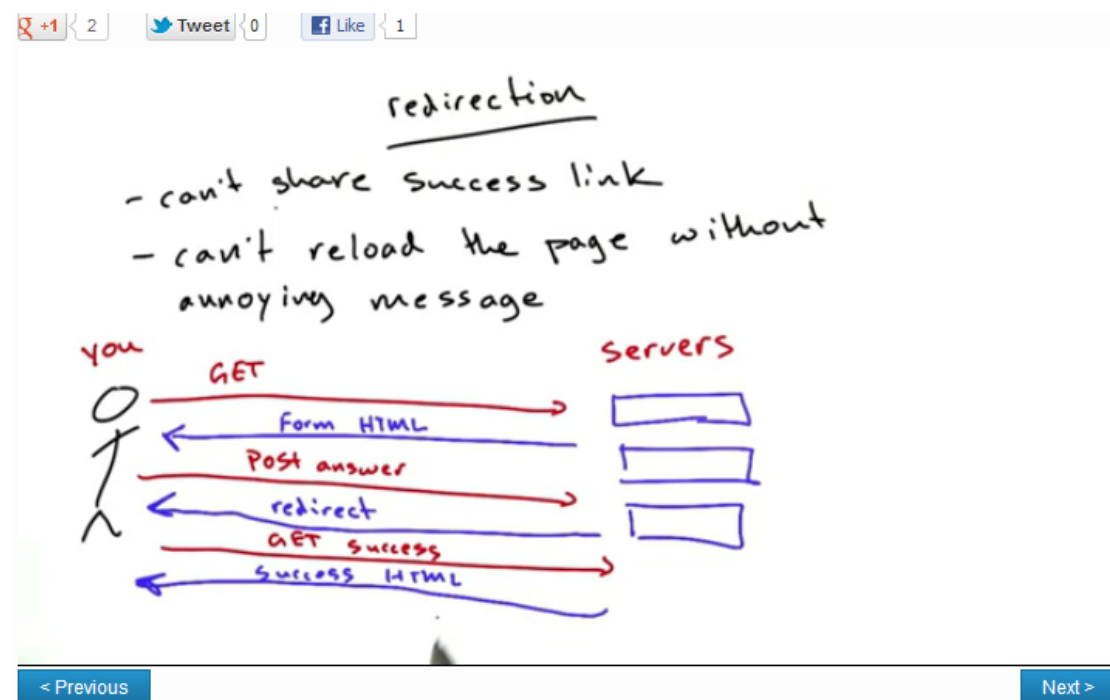 +1 2 Tweet 0 Like 1
redirection
- can't share success link
- can't reload the page without
annoying message
you
servers
GET
Form HTML
Post answer
redirect
GET success
success HTML
< Previous
Next >